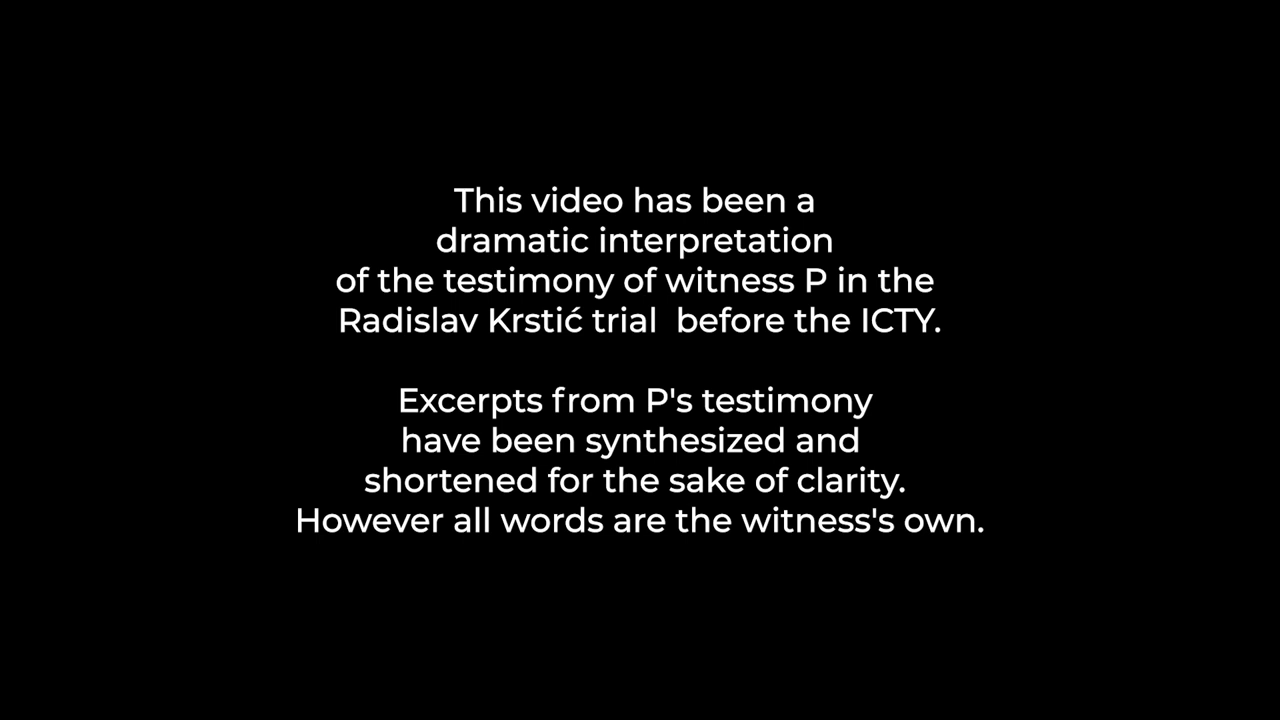 This video has been a
dramatic interpretation
of the testimony of witness P in the
Radislav Krstić trial  before the ICTY.
Excerpts from P's testimony
have been synthesized and
shortened for the sake of clarity.
However all words are the witness's own.